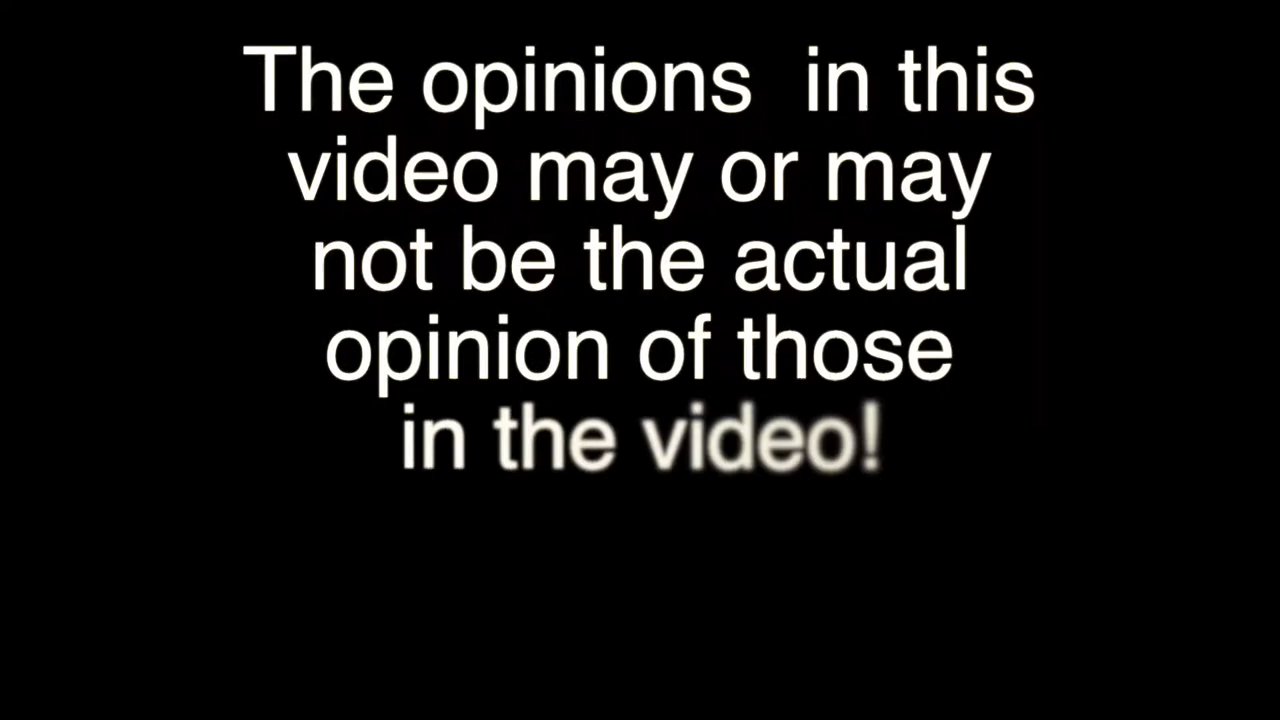 The opinions  in this
video may or may
not be the actual
opinion of those
in the video!